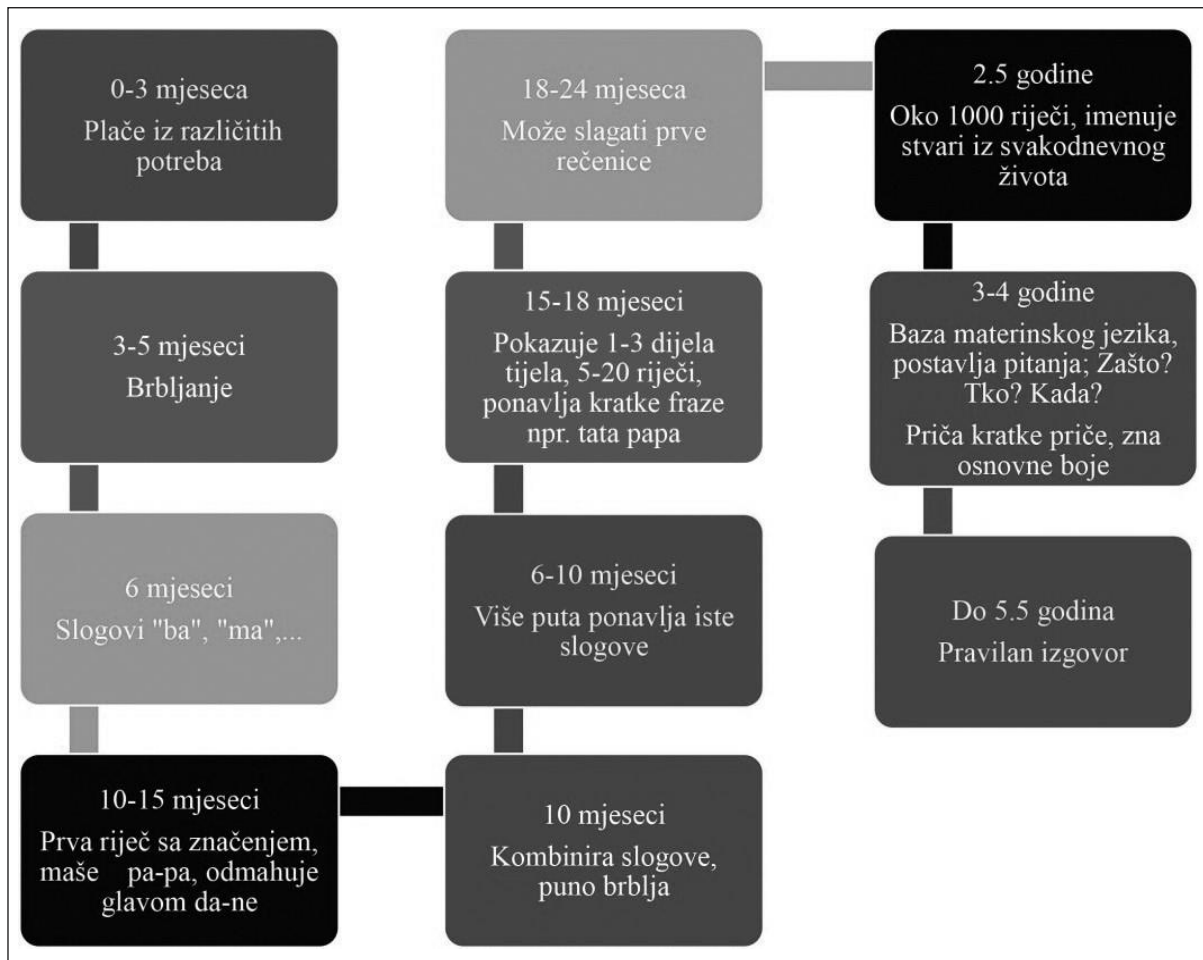 0-3 mjeseca
Plače iz različitih
potreba
3-5 mjeseci
Brbljanje
6 mjeseci
Slogovi "ba", "ma",...
10-15 mjeseci
Prva riječ sa značenjem,
maše pa-pa, odmahuje
glavom da-ne
10 mjeseci
Kombinira slogove,
puno brblja
6-10 mjeseci
Više puta ponavlja iste
slogove
15-18 mjeseci
Pokazuje 1-3 dijela
tijela, 5-20 riječi,
ponavlja kratke fraze
npr. tata papa
18-24 mjeseca
Može slagati prve
rečenice
2.5 godine
Oko 1000 riječi, imenuje
stvari iz svakodnevnog
života
3-4 godine
Baza materinskog jezika,
postavlja pitanja; Zašto?
Tko? Kada?
Priča kratke priče, zna
osnovne boje
Do 5.5 godina
Pravilan izgovor